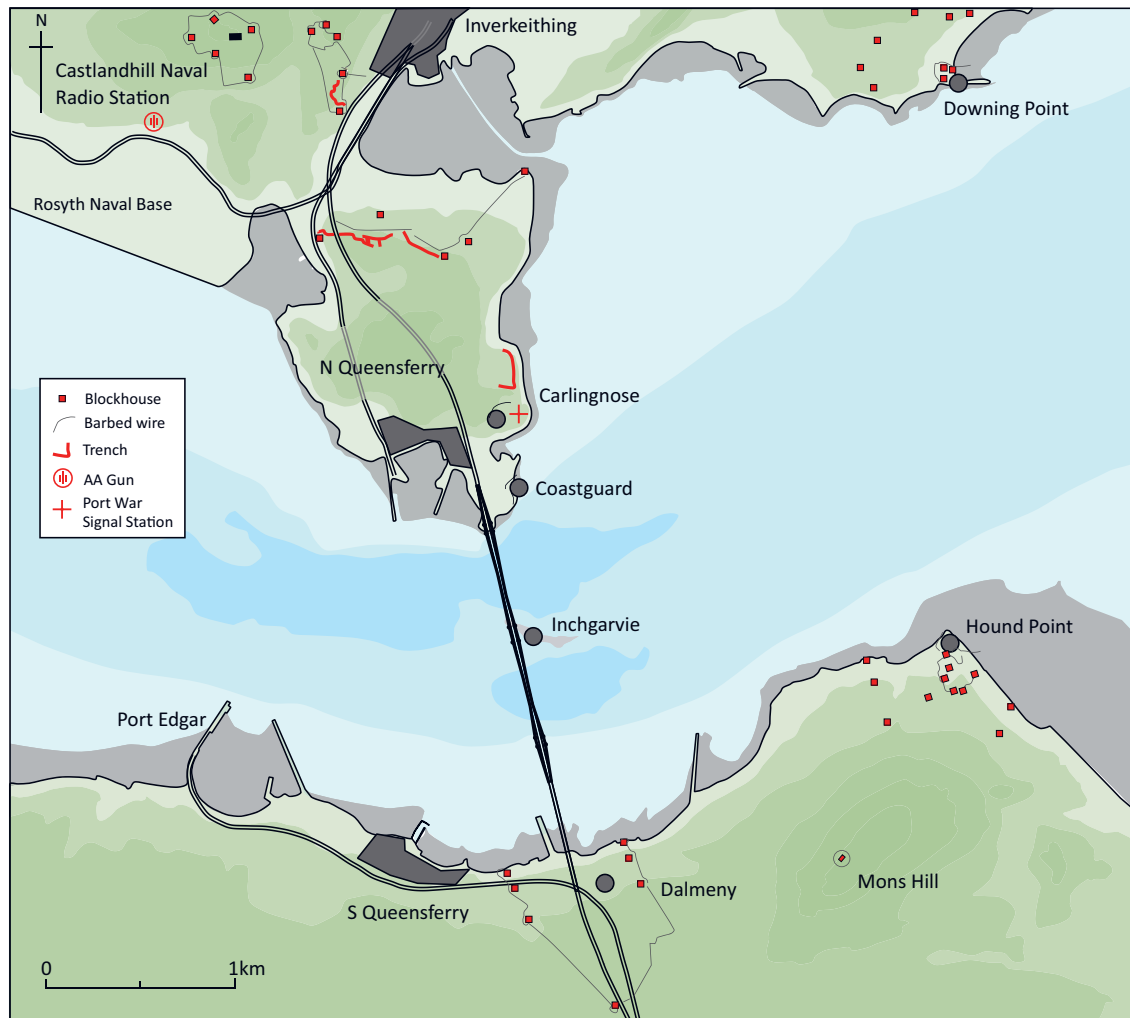 N
Inverkeithing
Castlandhill Naval
Radio Station
Downing Point
Rosyth Naval Base
N Queensferry
Carlingnose
Blockhouse
Barbed wire
Trench
AA Gun
Port War
Signal Station
Coastguard
Inchgarvie
Hound Point
Port Edgar
Mons Hill
Dalmeny
S Queensferry
0 1km